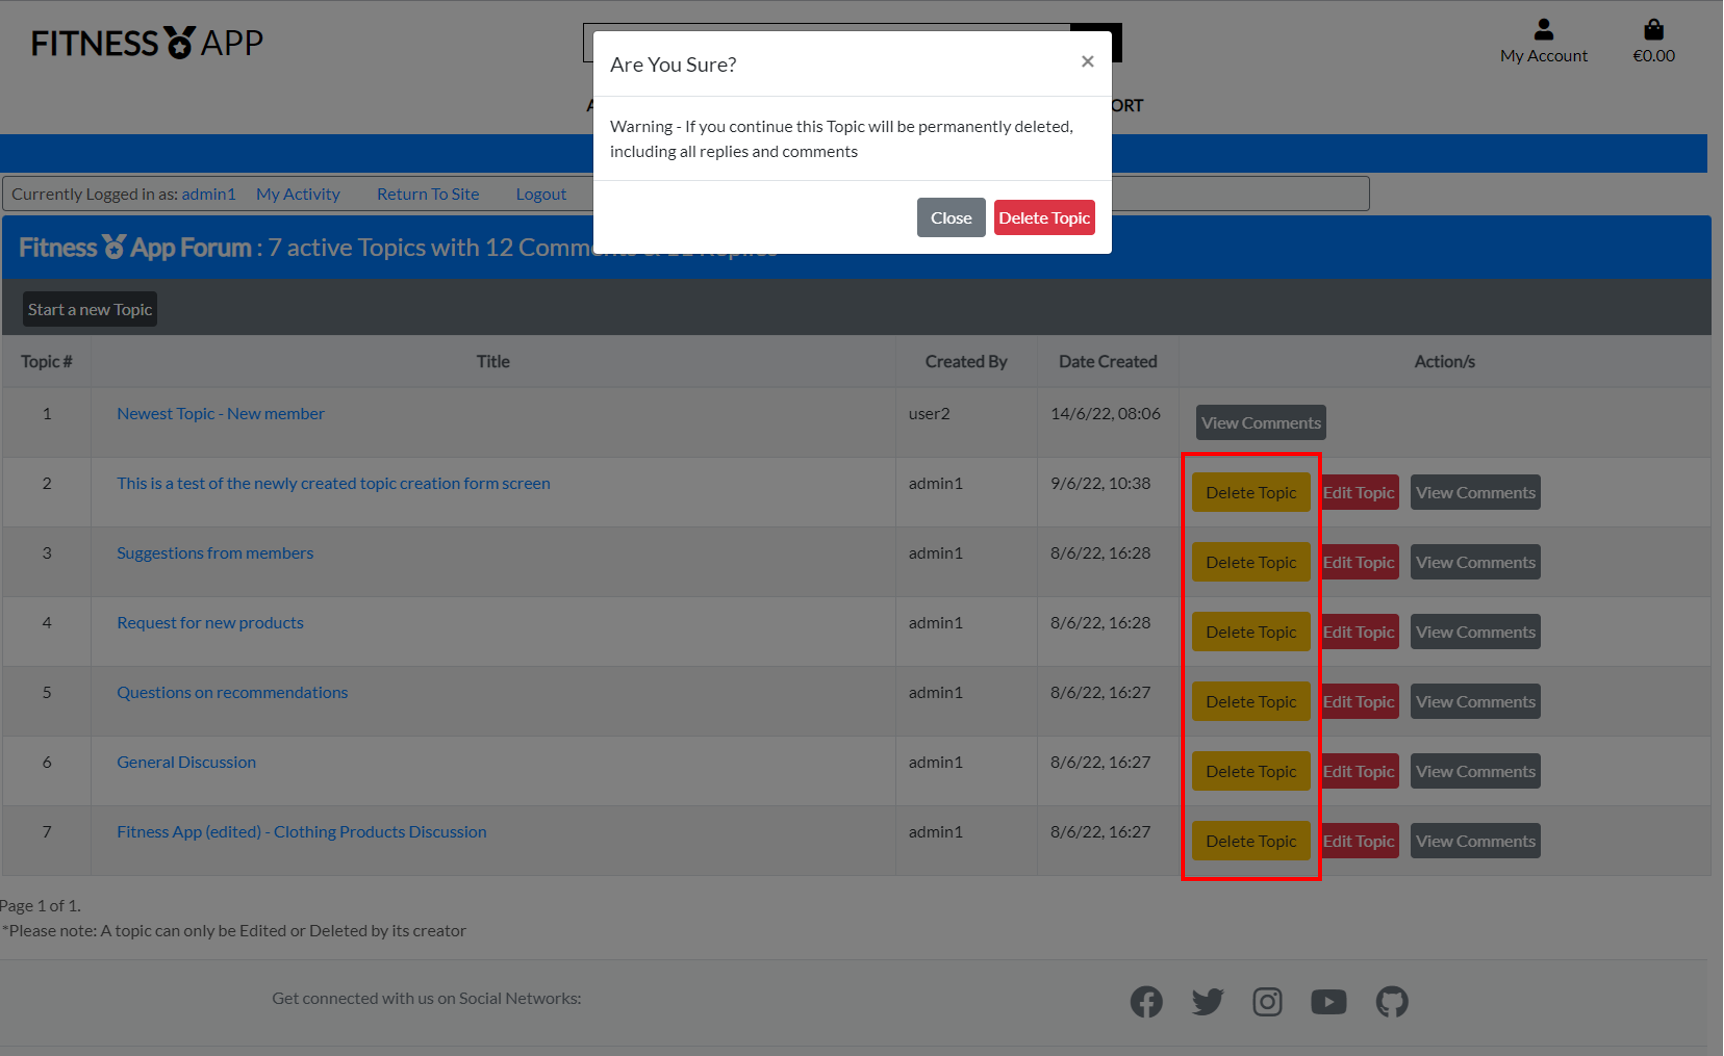 FITNESS APP
My Account
€0.00
Are You Sure?
×
Warning - If you continue this Topic will be permanently deleted,
including all replies and comments
Close Delete Topic
Currently Logged in as: admin1 My Activity Return To Site Logout
Fitness App Forum : 7 active Topics with 12
Start a new Topic
Topic # Title Created By Date Created Action/s
1 Newest Topic - New member user2 14/6/22, 08:06 View Comments
2 This is a test of the newly created topic creation form screen admin1 9/6/22, 10:38 Delete Topic Edit Topic View Comments
3 Suggestions from members admin1 8/6/22, 16:28 Delete Topic Edit Topic View Comments
4 Request for new products admin1 8/6/22, 16:28 Delete Topic Edit Topic View Comments
5 Questions on recommendations admin1 8/6/22, 16:27 Delete Topic Edit Topic View Comments
6 General Discussion admin1 8/6/22, 16:27 Delete Topic Edit Topic View Comments
7 Fitness App (edited) - Clothing Products Discussion admin1 8/6/22, 16:27 Delete Topic Edit Topic View Comments
Page 1 of 1.
*Please note: A topic can only be Edited or Deleted by its creator
Get connected with us on Social Networks: